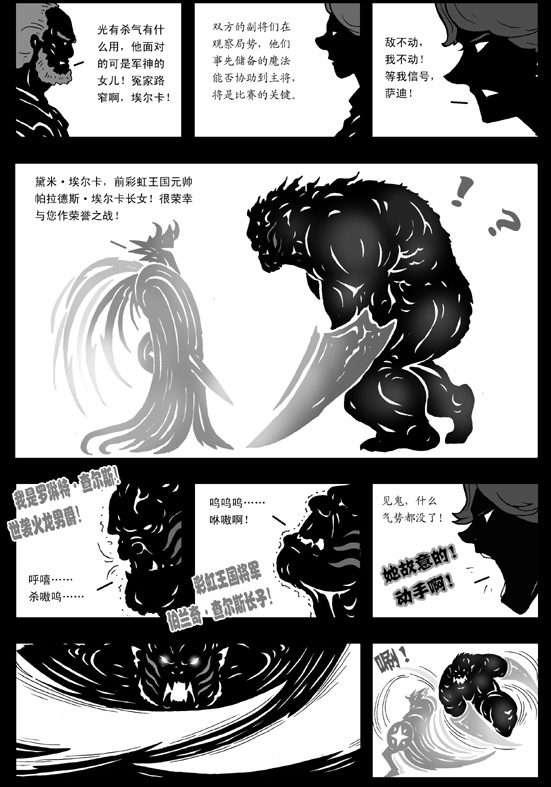 光有杀气有什
么用，他面对
的可是军神的
女儿！冤家路
窄啊，埃尔卡！
双方的副将们在
观察局势，他们
事先储备的魔法
能否协助到主将，
将是比赛的关键。
敌不动，
我不动！
等我信号，
萨迪！
黛米·埃尔卡，前彩虹王国元帅
帕拉德斯·埃尔卡长女！很荣幸
与您作荣誉之战！
！？
我是罗琳特·查尔斯！
世袭火龙男爵！
呼嘻……
杀嗷呜……
呜呜呜……
咻嗷啊！
彩虹王国将军
帕兰奇·查尔斯长子！
见鬼，什么
气势都没了！
她故意的！
动手啊！
唰！